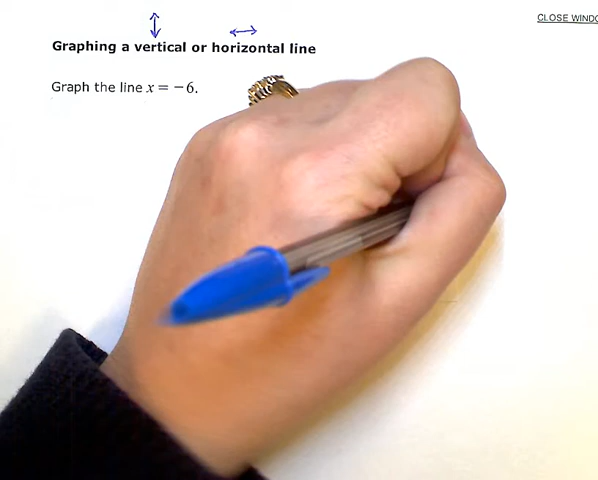 CLOSE WINDO
Graphing a vertical or horizontal line
Graph the line x = −6.